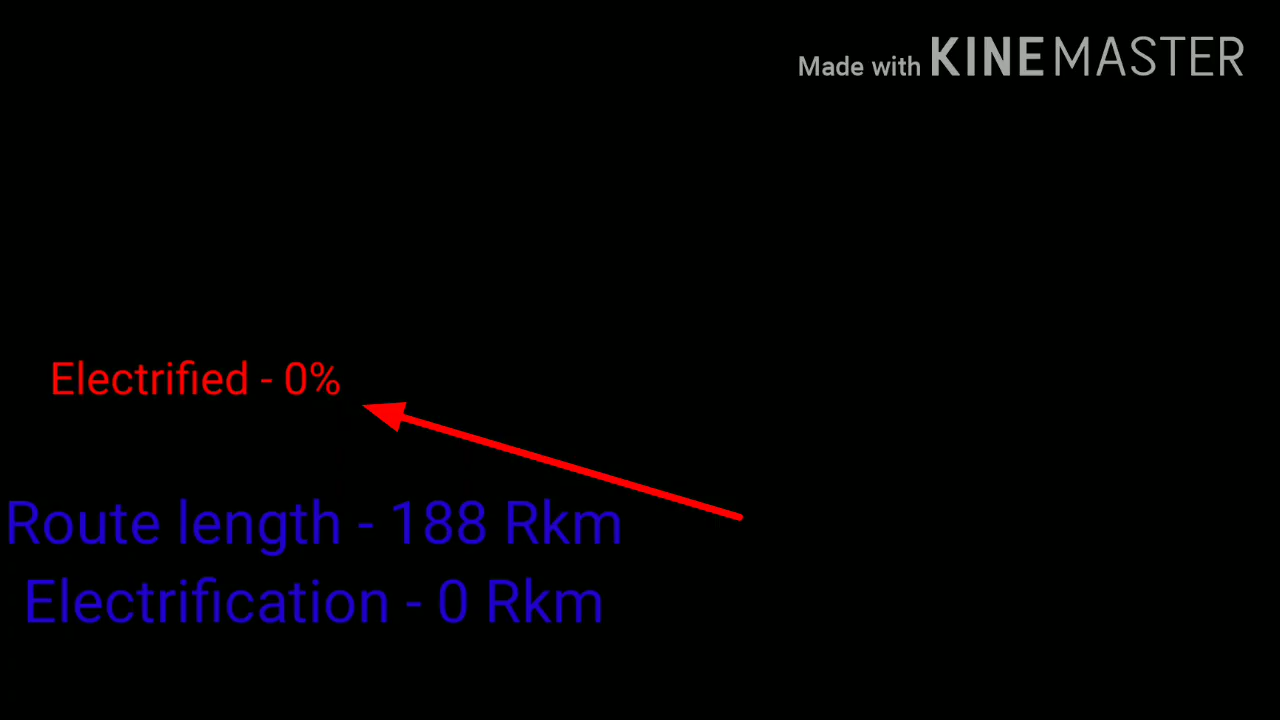 Made with KINEMASTER
Electrified - 0%
Route length - 188 Rkm
Electrification - 0 Rkm